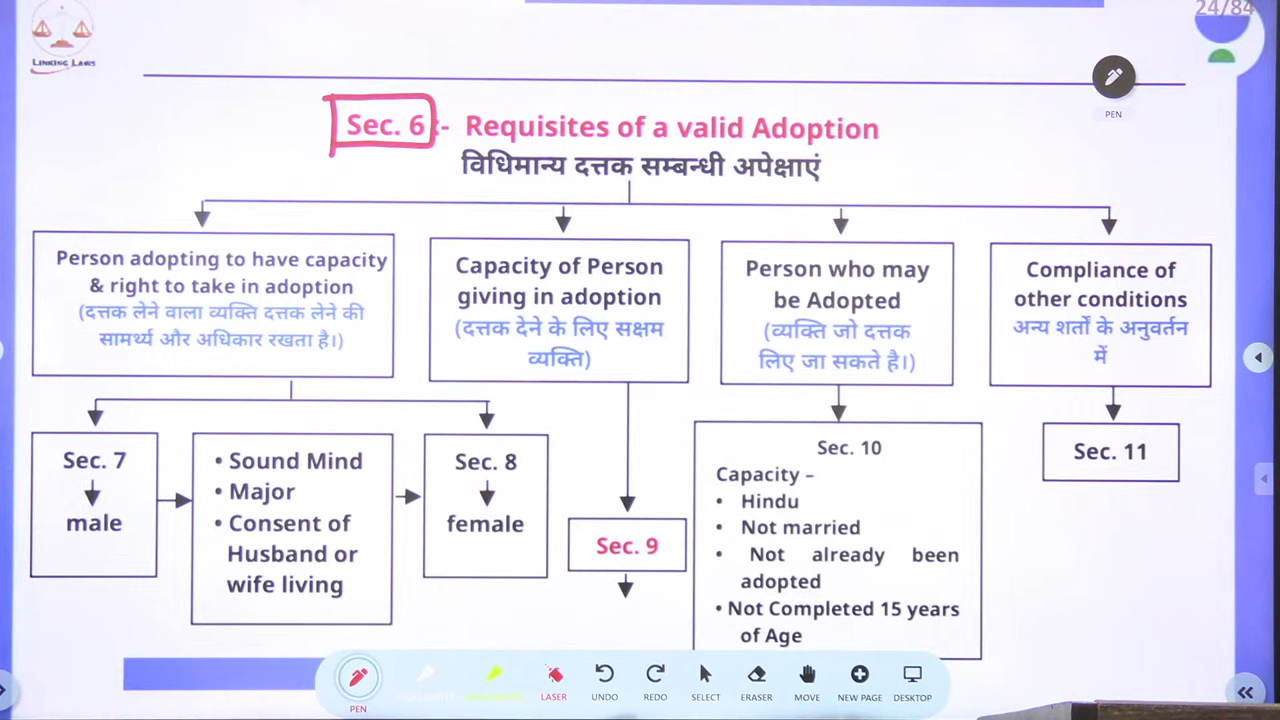 24/84
LINKING LAWS
PEN
Sec. 6 :- Requisites of a valid Adoption
विधिमान्य दत्तक सम्बन्धी अपेक्षाएं
Person adopting to have capacity
& right to take in adoption
(दत्तक लेने वाला व्यक्ति दत्तक लेने की
सामर्थ्य और अधिकार रखता है।)
Capacity of Person
giving in adoption
(दत्तक देने के लिए सक्षम
व्यक्ति)
Person who may
be Adopted
(व्यक्ति जो दत्तक
लिए जा सकते है।)
Compliance of
other conditions
अन्य शर्तों के अनुवर्तन
में
Sec. 7
male
• Sound Mind
• Major
• Consent of
Husband or
wife living
Sec. 8
female
Sec. 9
Sec. 10
Capacity –
• Hindu
• Not married
• Not already been
adopted
• Not Completed 15 years
of Age
Sec. 11
PEN
LASER
UNDO
REDO
SELECT
ERASER
MOVE
NEW PAGE
DESKTOP